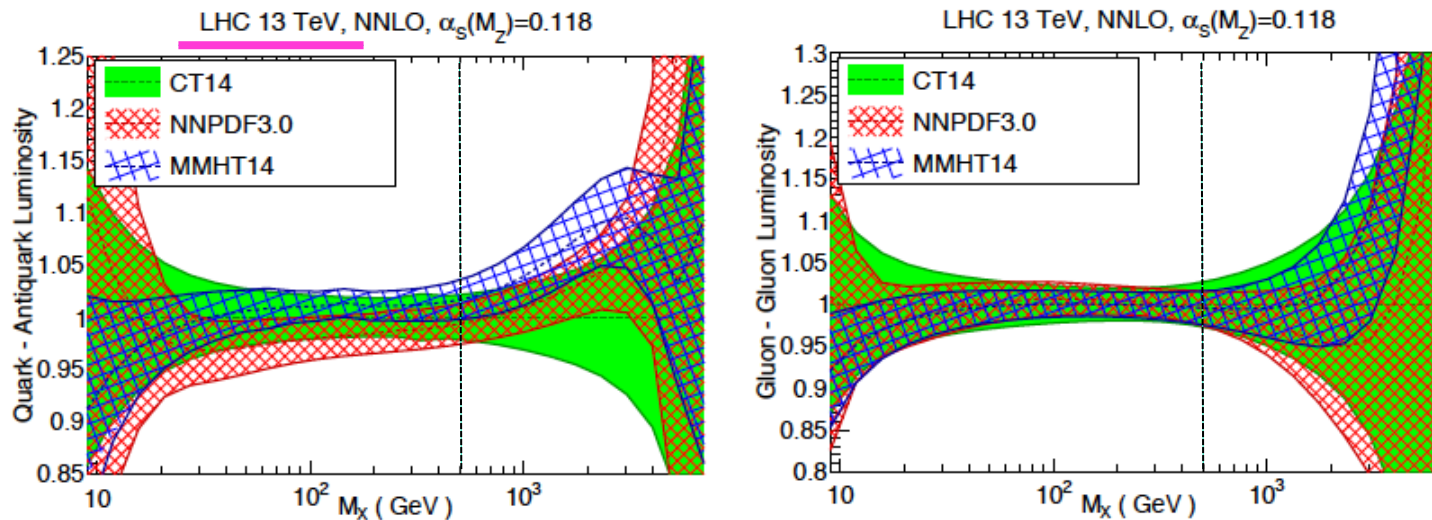 LHC 13 TeV, NNLO, αS(MZ)=0.118
Quark - Antiquark Luminosity
1.25
1.2
1.15
1.1
1.05
1
0.95
0.9
0.85
CT14
NNPDF3.0
MMHT14
10
10²
10³
MX ( GeV )
LHC 13 TeV, NNLO, αS(MZ)=0.118
Gluon - Gluon Luminosity
1.3
1.25
1.2
1.15
1.1
1.05
1
0.95
0.9
0.85
0.8
CT14
NNPDF3.0
MMHT14
10
10²
10³
MX ( GeV )